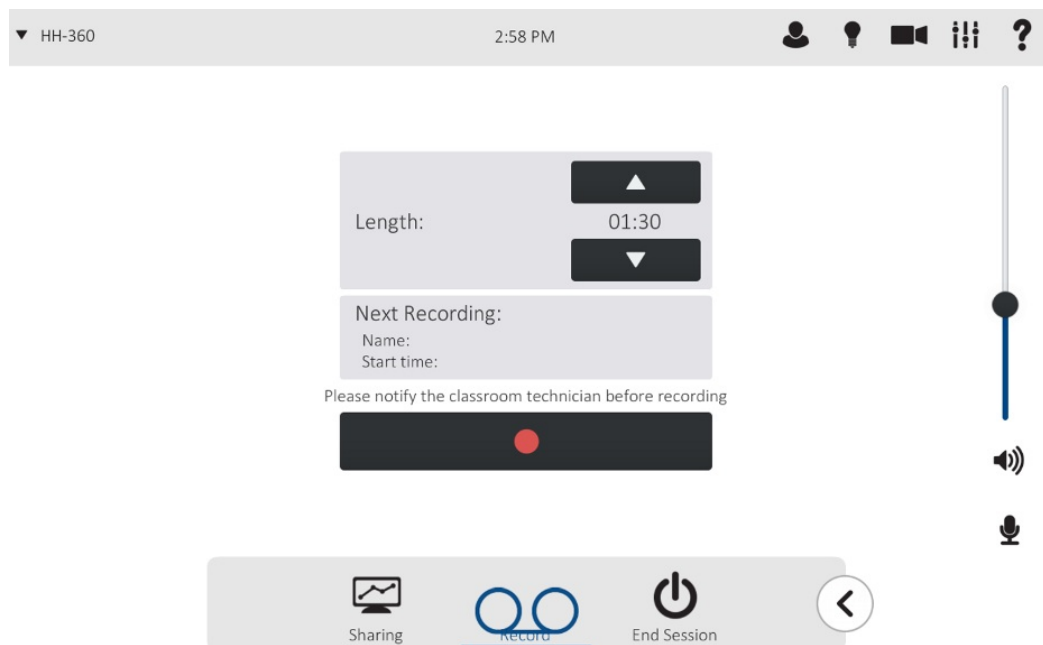 HH-360 2:58 PM ?
Length: 01:30
Next Recording:
Name:
Start time:
Please notify the classroom technician before recording
Sharing Record End Session